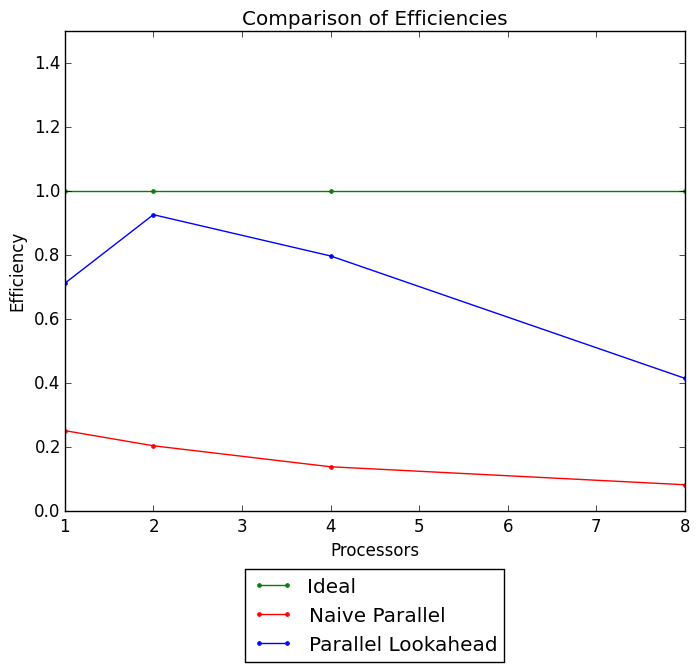 Comparison of Efficiencies
1.4
1.2
1.0
0.8
0.6
0.4
0.2
0.0
Efficiency
1 2 3 4 5 6 7 8
Processors
Ideal
Naive Parallel
Parallel Lookahead